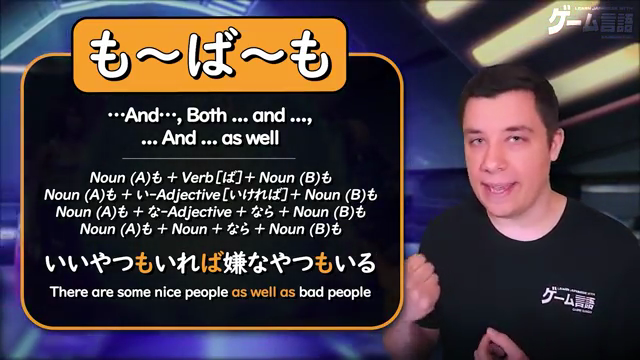 も～ば～も
…And…, Both ... and ...,
... And ... as well
Noun (A)も + Verb［ば］+ Noun (B)も
Noun (A)も + い-Adjective［いければ］+ Noun (B)も
Noun (A)も + な-Adjective + なら + Noun (B)も
Noun (A)も + Noun + なら + Noun (B)も
いいやつもいれば嫌なやつもいる
There are some nice people as well as bad people
ゲーム言語
ゲーム言語